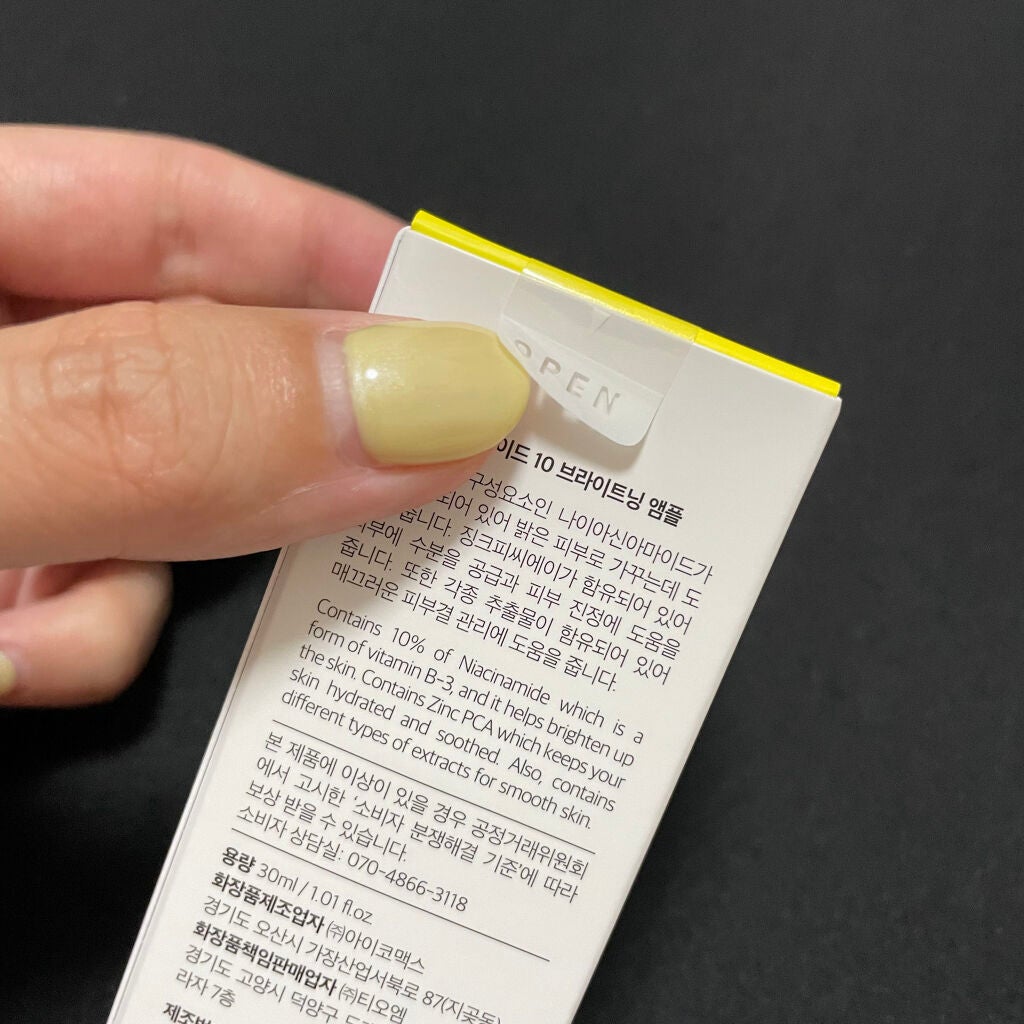 OPEN
이드 10 브라이트닝 앰플
구성요소인 나이아신아마이드가
되어 있어 밝은 피부로 가꾸는데 도
줍니다. 징크피씨에이가 함유되어 있어
피부에 수분을 공급과 피부 진정에 도움을
줍니다. 또한 각종 추출물이 함유되어 있어
매끄러운 피부결 관리에 도움을 줍니다.
Contains 10% of Niacinamide which is a
form of vitamin B-3, and it helps brighten up
the skin. Contains Zinc PCA which keeps your
skin hydrated and soothed. Also, contains
different types of extracts for smooth skin.
본 제품에 이상이 있을 경우 공정거래위원회
에서 고시한 '소비자 분쟁해결 기준'에 따라
보상 받을 수 있습니다.
소비자 상담실: 070-4866-3118
용량 30ml / 1.01 fl.oz
화장품제조업자 ㈜아이코맥스
경기도 오산시 가장산업서북로 87(지곶동)
화장품책임판매업자 ㈜티오엠
경기도 고양시 덕양구
라자 7층